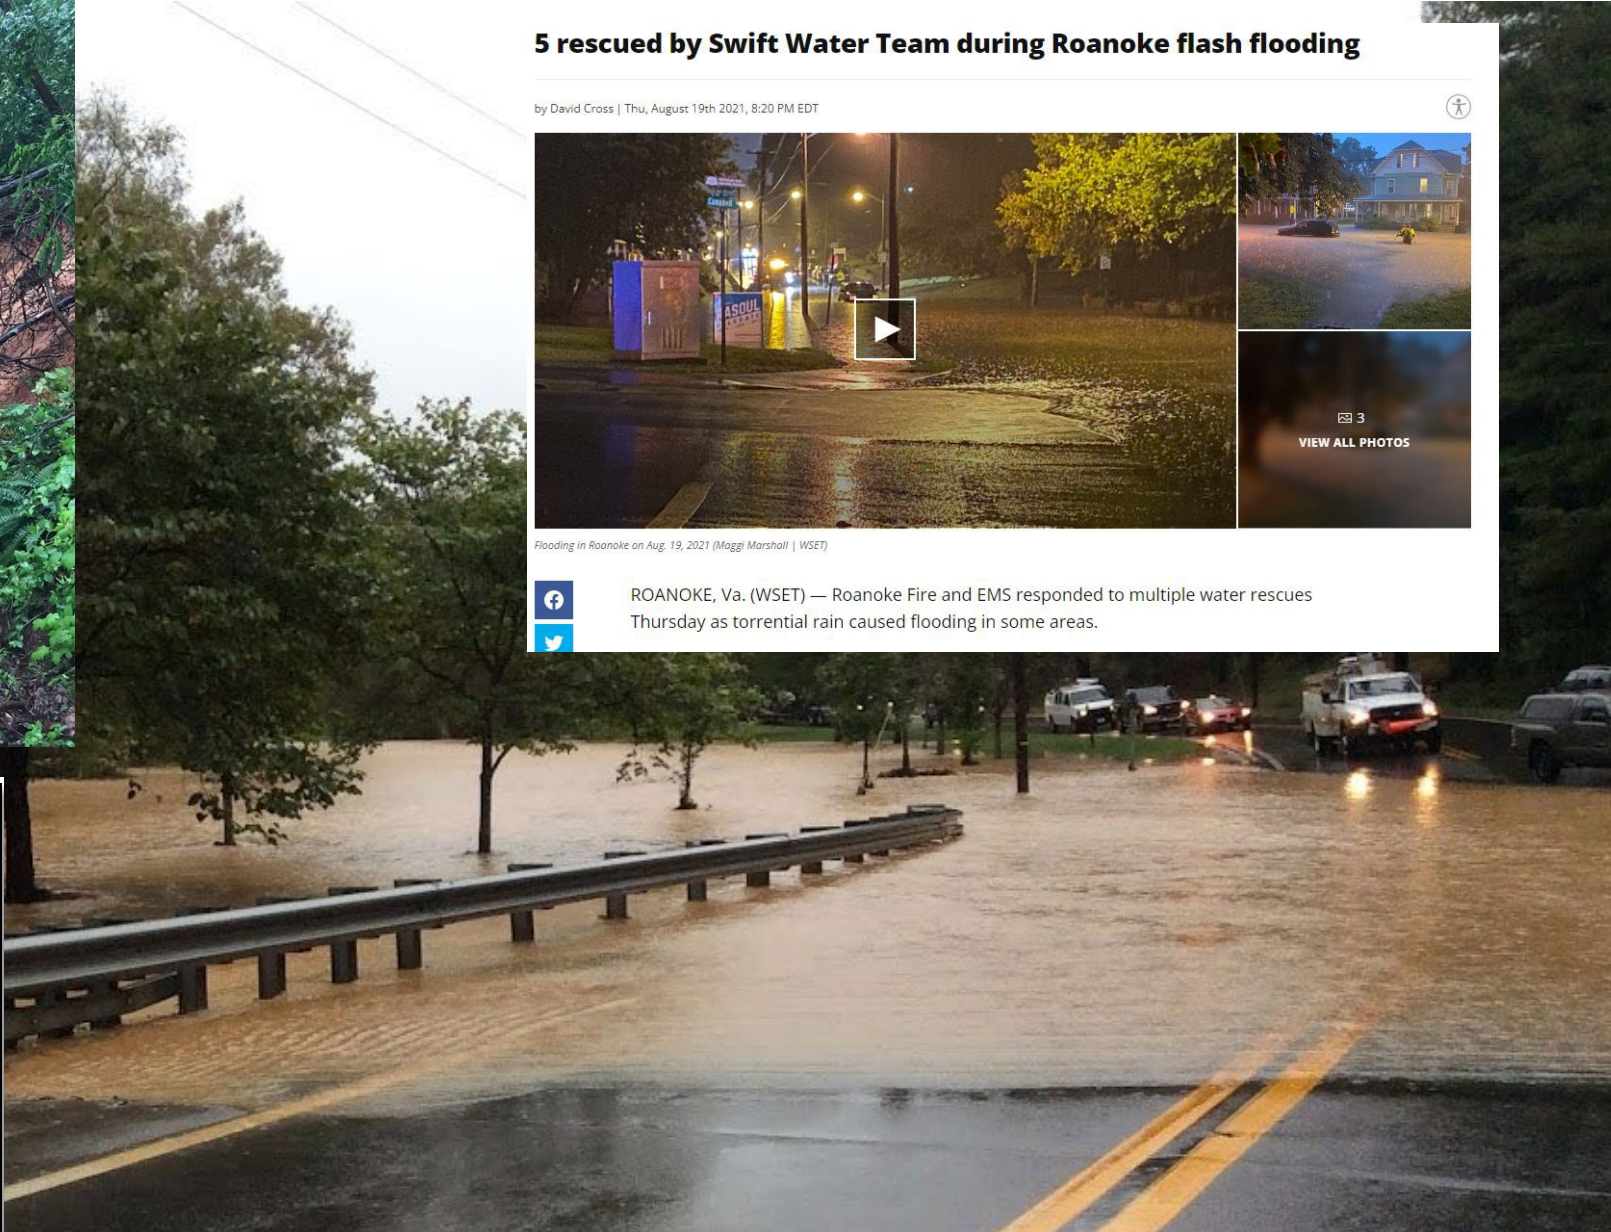 5 rescued by Swift Water Team during Roanoke flash flooding
by David Cross | Thu, August 19th 2021, 8:20 PM EDT
Campbell
ASOUL
3
VIEW ALL PHOTOS
Flooding in Roanoke on Aug. 19, 2021 (Maggi Marshall | WSET)
ROANOKE, Va. (WSET) — Roanoke Fire and EMS responded to multiple water rescues
Thursday as torrential rain caused flooding in some areas.